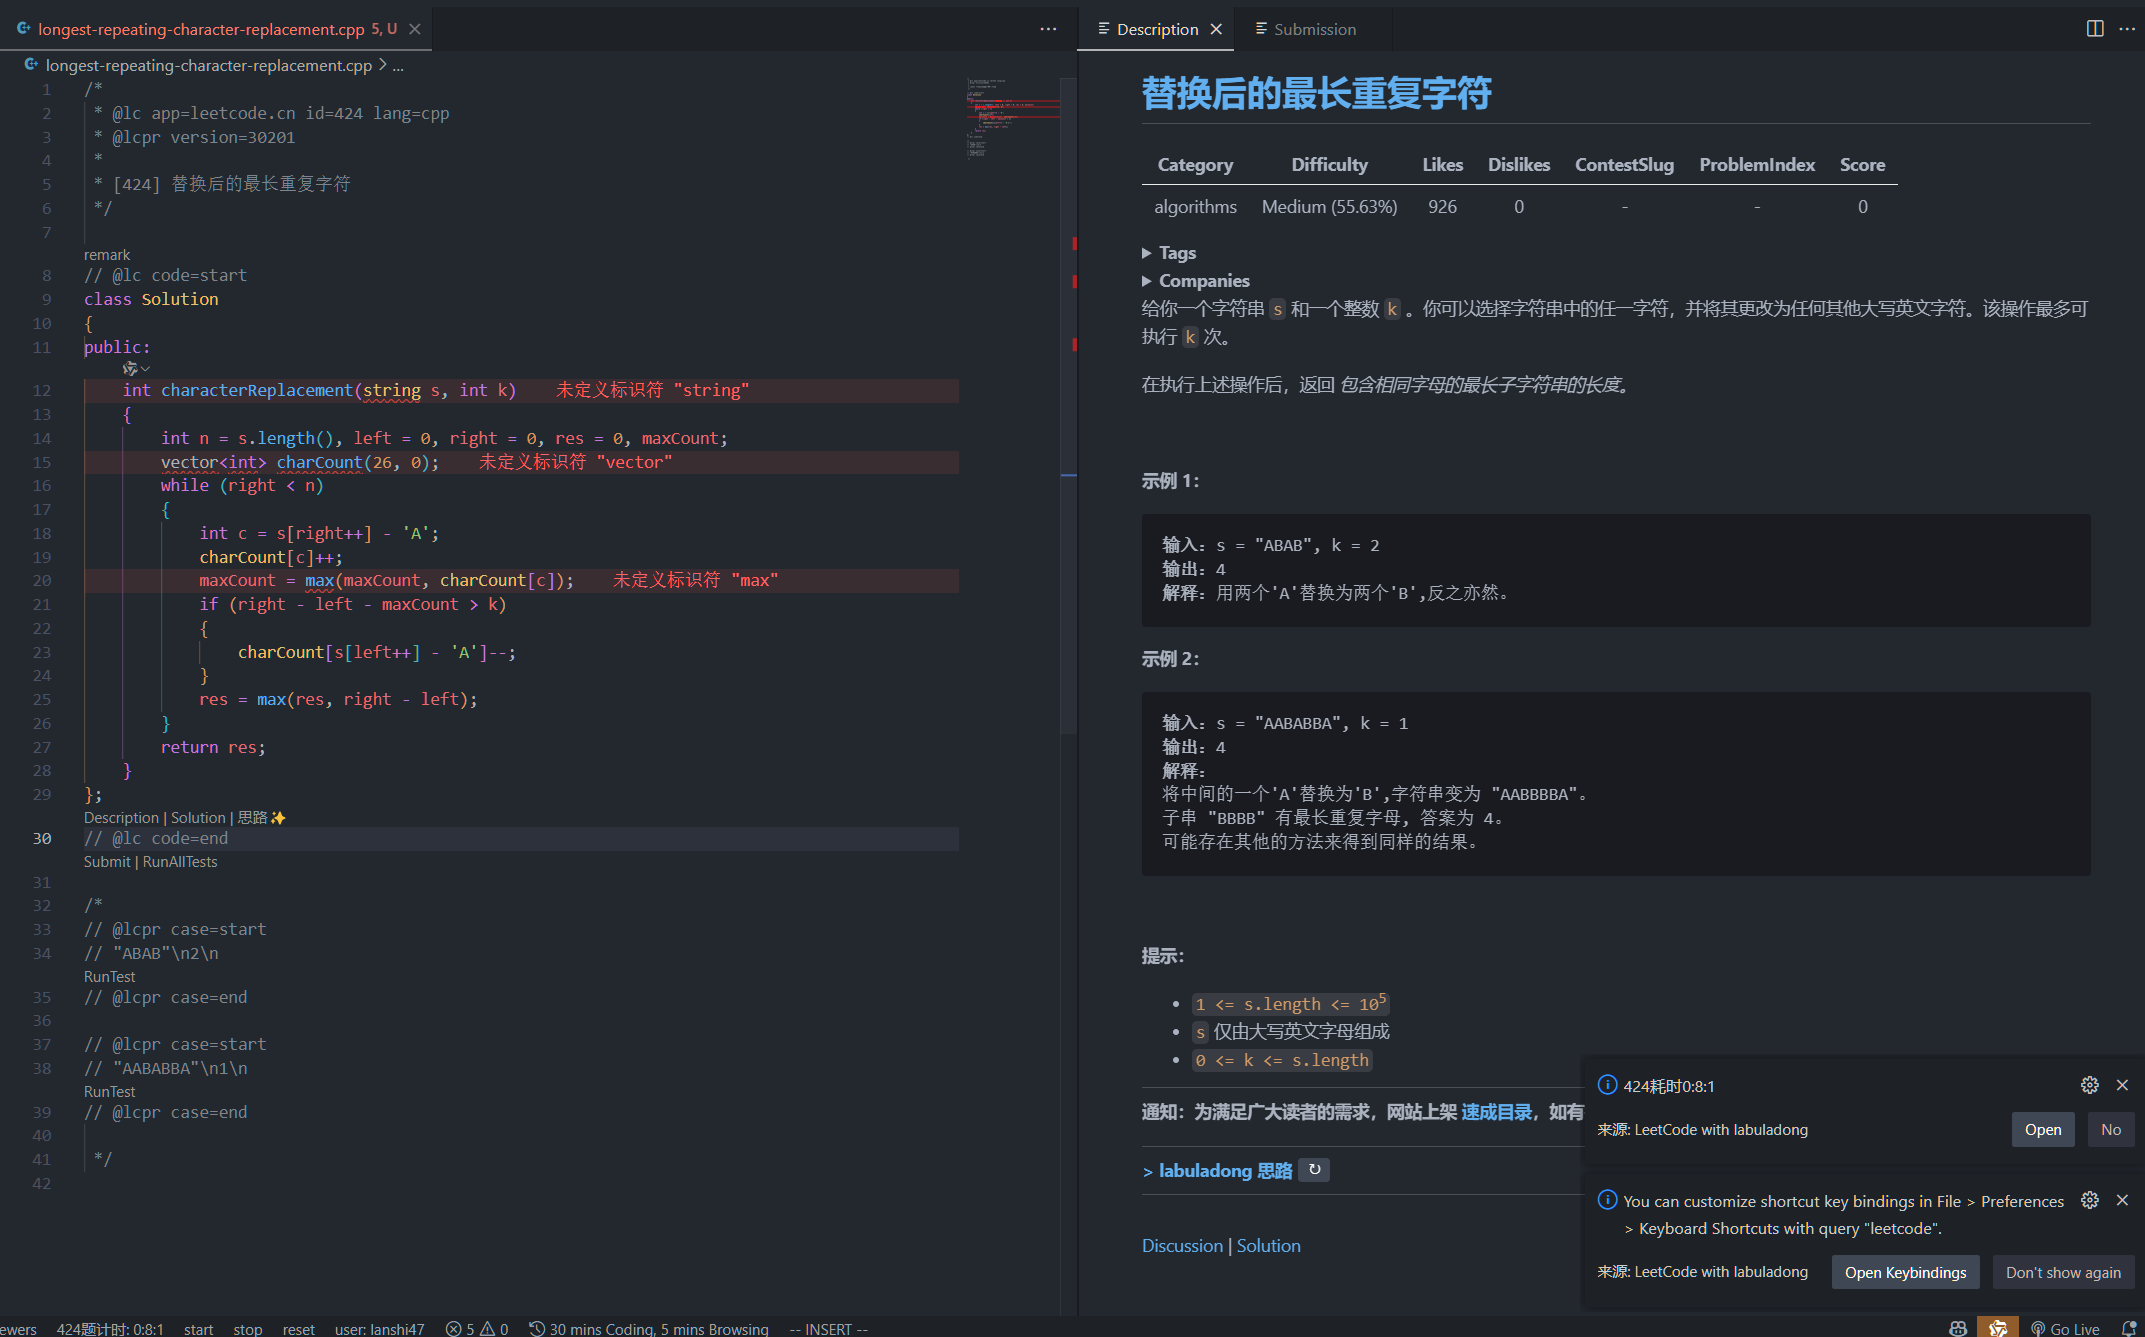 longest-repeating-character-replacement.cpp 5, U
longest-repeating-character-replacement.cpp > ...
1 /*
2 * @lc app=leetcode.cn id=424 lang=cpp
3 * @lcpr version=30201
4 *
5 * [424] 替换后的最长重复字符
6 */
7
remark
8 // @lc code=start
9 class Solution
10 {
11 public:
12 int characterReplacement(string s, int k) 未定义标识符 "string"
13 {
14 int n = s.length(), left = 0, right = 0, res = 0, maxCount;
15 vector<int> charCount(26, 0); 未定义标识符 "vector"
16 while (right < n)
17 {
18 int c = s[right++] - 'A';
19 charCount[c]++;
20 maxCount = max(maxCount, charCount[c]); 未定义标识符 "max"
21 if (right - left - maxCount > k)
22 {
23 charCount[s[left++] - 'A']--;
24 }
25 res = max(res, right - left);
26 }
27 return res;
28 }
29 };
Description | Solution | 思路✨
30 // @lc code=end
Submit | RunAllTests
31
32 /*
33 // @lcpr case=start
34 // "ABAB"\n2\n
RunTest
35 // @lcpr case=end
36
37 // @lcpr case=start
38 // "AABABBA"\n1\n
RunTest
39 // @lcpr case=end
40
41 */
42
Description
Submission
替换后的最长重复字符
Category Difficulty Likes Dislikes ContestSlug ProblemIndex Score
algorithms Medium (55.63%) 926 0 - - 0
Tags
Companies
给你一个字符串 s 和一个整数 k 。你可以选择字符串中的任一字符，并将其更改为任何其他大写英文字符。该操作最多可
执行 k 次。
在执行上述操作后，返回 包含相同字母的最长子字符串的长度。
示例 1：
输入：s = "ABAB", k = 2
输出：4
解释：用两个'A'替换为两个'B',反之亦然。
示例 2：
输入：s = "AABABBA", k = 1
输出：4
解释：
将中间的一个'A'替换为'B',字符串变为 "AABBBBA"。
子串 "BBBB" 有最长重复字母, 答案为 4。
可能存在其他的方法来得到同样的结果。
提示：
1 <= s.length <= 10^5
s 仅由大写英文字母组成
0 <= k <= s.length
通知：为满足广大读者的需求，网站上架 速成目录，如有
> labuladong 思路 ↻
Discussion | Solution
424耗时0:8:1
来源: LeetCode with labuladong
Open
No
You can customize shortcut key bindings in File > Preferences
> Keyboard Shortcuts with query "leetcode".
来源: LeetCode with labuladong
Open Keybindings
Don't show again
ewers 424题计时: 0:8:1 start stop reset user: lanshi47 5 0 30 mins Coding, 5 mins Browsing -- INSERT --
Go Live